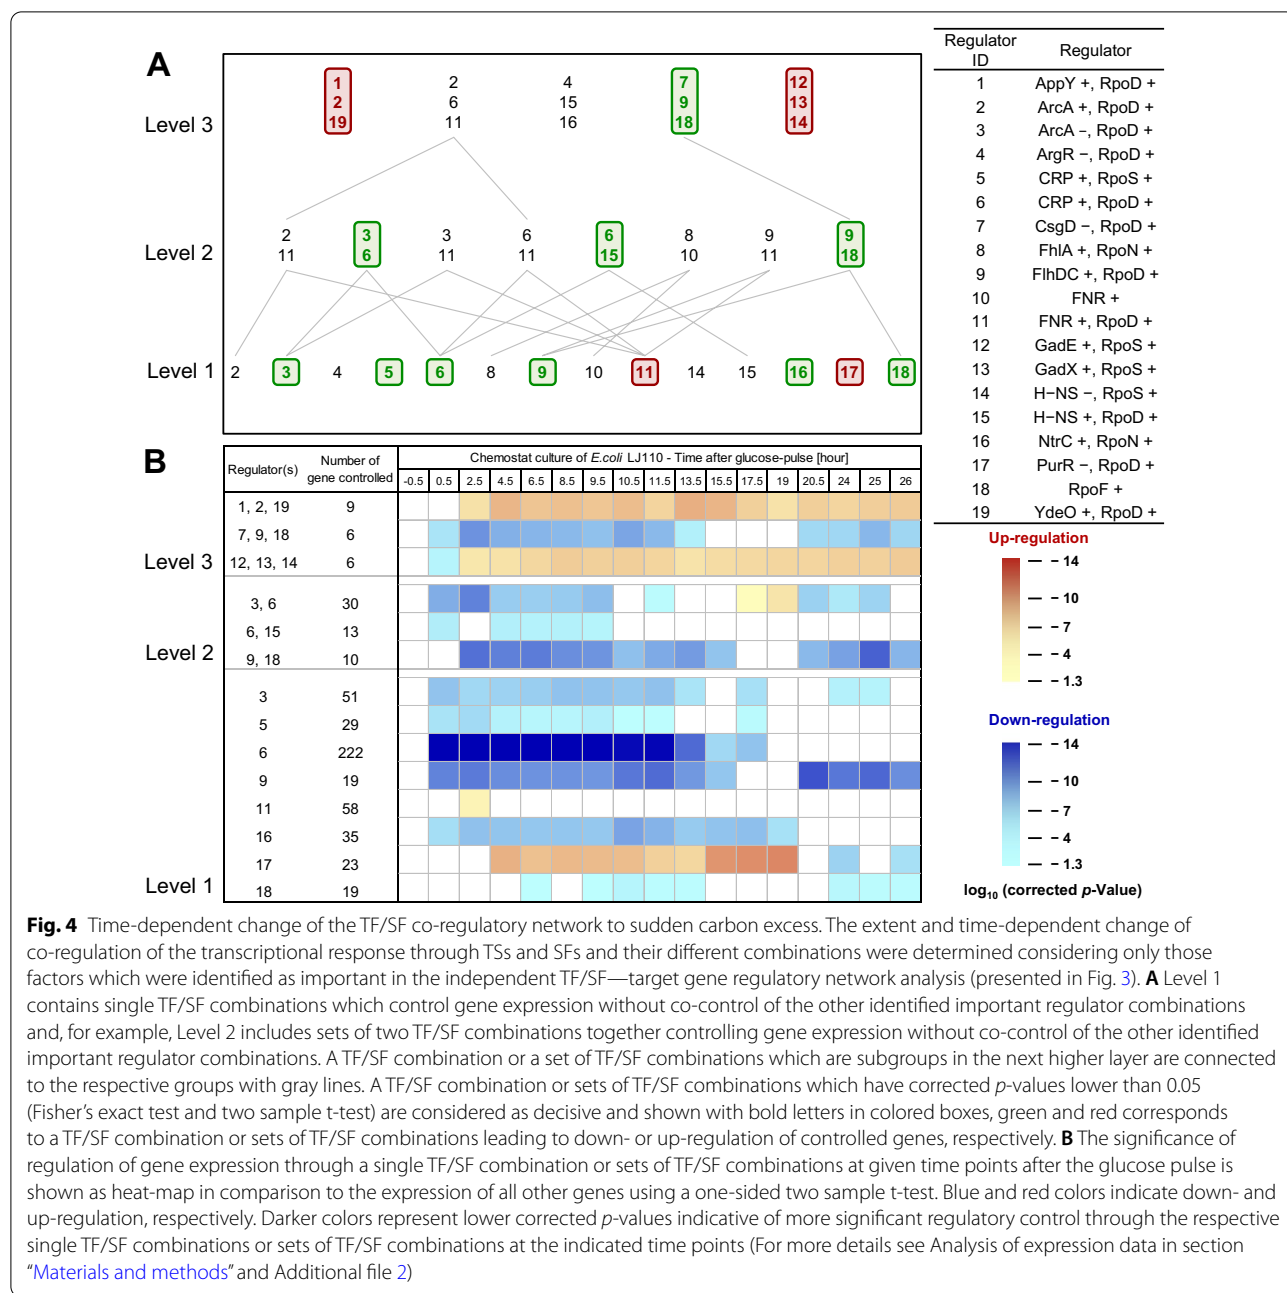 A
Level 3
1 2 4 7 12
2 6 15 9 13
19 11 16 18 14
Level 2
2 3 3 6 6 8 9 9
11 6 11 11 15 10 11 18
Level 1
2 3 4 5 6 8 9 10 11 14 15 16 17 18
Regulator ID Regulator
1 AppY +, RpoD +
2 ArcA +, RpoD +
3 ArcA −, RpoD +
4 ArgR −, RpoD +
5 CRP +, RpoS +
6 CRP +, RpoD +
7 CsgD −, RpoD +
8 FhlA +, RpoN +
9 FlhDC +, RpoD +
10 FNR +
11 FNR +, RpoD +
12 GadE +, RpoS +
13 GadX +, RpoS +
14 H−NS −, RpoS +
15 H−NS +, RpoD +
16 NtrC +, RpoN +
17 PurR −, RpoD +
18 RpoF +
19 YdeO +, RpoD +
B
Regulator(s) Number of gene controlled
Chemostat culture of E.coli LJ110 - Time after glucose-pulse [hour]
-0.5 0.5 2.5 4.5 6.5 8.5 9.5 10.5 11.5 13.5 15.5 17.5 19 20.5 24 25 26
1, 2, 19 9
7, 9, 18 6
Level 3 12, 13, 14 6
3, 6 30
6, 15 13
Level 2 9, 18 10
3 51
5 29
6 222
9 19
11 58
16 35
17 23
Level 1 18 19
Up-regulation
− 14
− 10
− 7
− 4
− 1.3
Down-regulation
− 14
− 10
− 7
− 4
− 1.3
log10 (corrected p-Value)
Fig. 4 Time-dependent change of the TF/SF co-regulatory network to sudden carbon excess. The extent and time-dependent change of
co-regulation of the transcriptional response through TSs and SFs and their different combinations were determined considering only those
factors which were identified as important in the independent TF/SF—target gene regulatory network analysis (presented in Fig. 3). A Level 1
contains single TF/SF combinations which control gene expression without co-control of the other identified important regulator combinations
and, for example, Level 2 includes sets of two TF/SF combinations together controlling gene expression without co-control of the other identified
important regulator combinations. A TF/SF combination or a set of TF/SF combinations which are subgroups in the next higher layer are connected
to the respective groups with gray lines. A TF/SF combination or sets of TF/SF combinations which have corrected p-values lower than 0.05
(Fisher's exact test and two sample t-test) are considered as decisive and shown with bold letters in colored boxes, green and red corresponds
to a TF/SF combination or sets of TF/SF combinations leading to down- or up-regulation of controlled genes, respectively. B The significance of
regulation of gene expression through a single TF/SF combination or sets of TF/SF combinations at given time points after the glucose pulse is
shown as heat-map in comparison to the expression of all other genes using a one-sided two sample t-test. Blue and red colors indicate down- and
up-regulation, respectively. Darker colors represent lower corrected p-values indicative of more significant regulatory control through the respective
single TF/SF combinations or sets of TF/SF combinations at the indicated time points (For more details see Analysis of expression data in section
"Materials and methods" and Additional file 2)